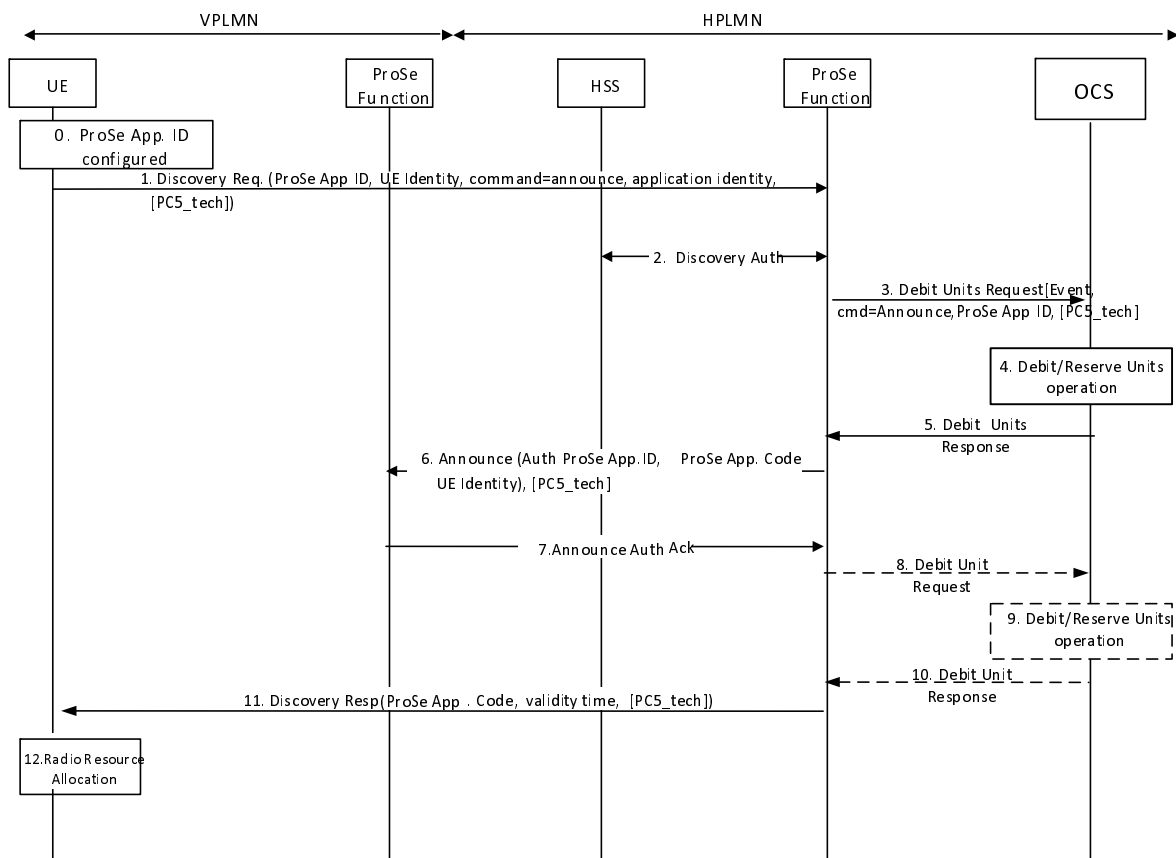 VPLMN
HPLMN
UE
ProSe
Function
HSS
ProSe
Function
OCS
0. ProSe App. ID
configured
1. Discovery Req. (ProSe App ID, UE Identity, command=announce, application identity,
[PC5_tech])
2. Discovery Auth
3. Debit Units Request[Event,
cmd=Announce,ProSe App ID, [PC5_tech]
4. Debit/Reserve Units
operation
5. Debit Units
Response
6. Announce (Auth ProSe App.ID, ProSe App. Code
UE Identity), [PC5_tech]
7.Announce Auth Ack
8. Debit Unit
Request
9. Debit/Reserve Units
operation
10. Debit Unit
Response
11. Discovery Resp(ProSe App . Code, validity time, [PC5_tech])
12.Radio Resource
Allocation